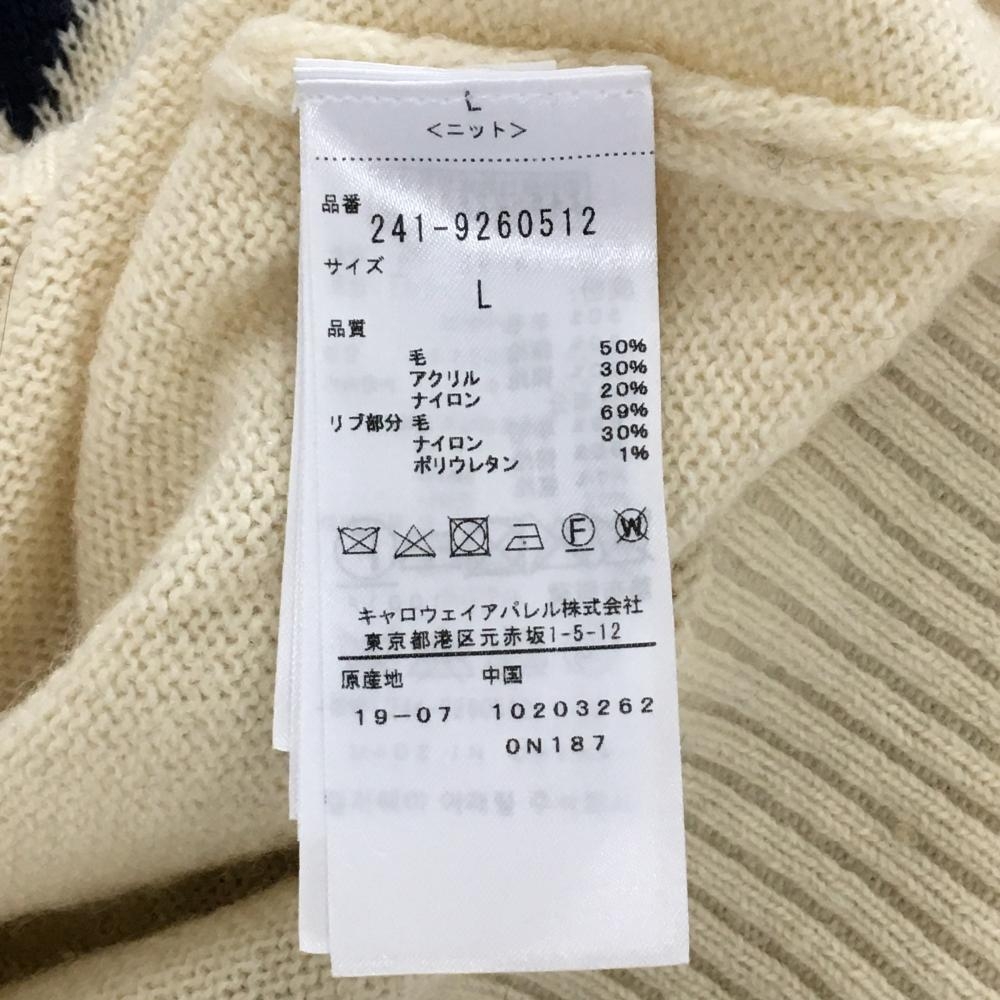 L
<ニット>
品番
241-9260512
サイズ
L
品質
毛 50%
アクリル 30%
ナイロン 20%
リブ部分 毛 69%
ナイロン 30%
ポリウレタン 1%
F W
キャロウェイアパレル株式会社
東京都港区元赤坂1-5-12
原産地 中国
19-07 10203262
0N187